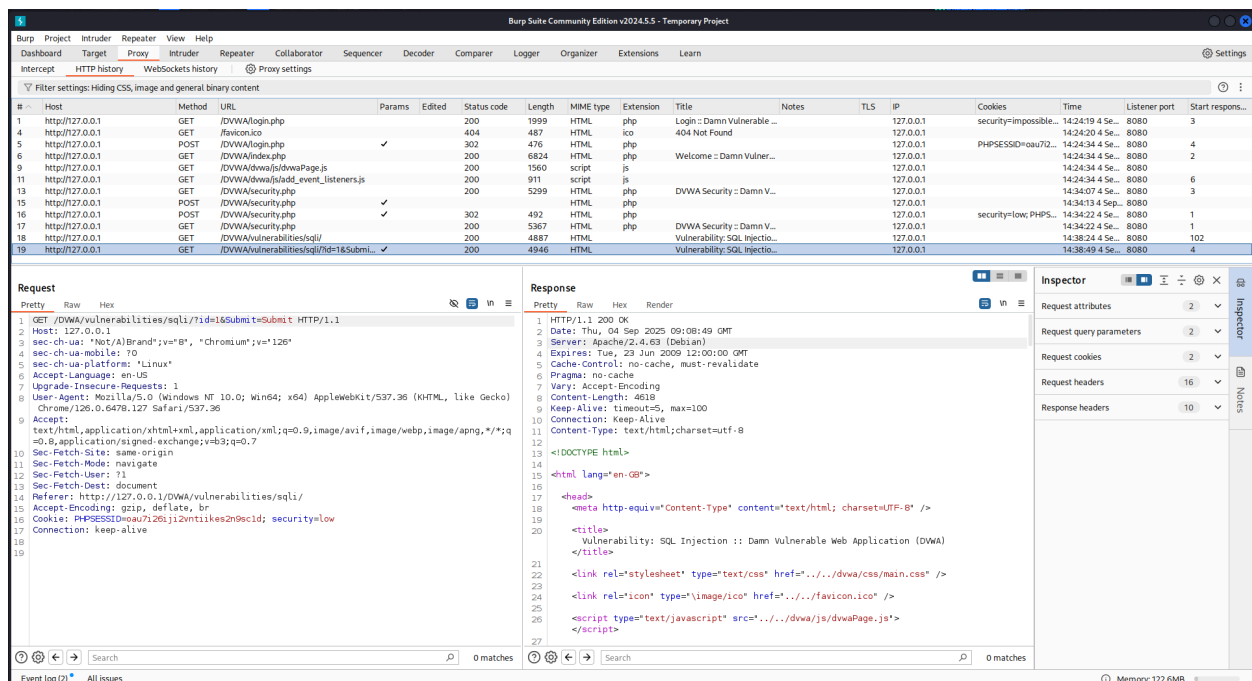 Burp Suite Community Edition v2024.5.5 - Temporary Project
Burp Project Intruder Repeater View Help
Dashboard Target Proxy Intruder Repeater Collaborator Sequencer Decoder Comparer Logger Organizer Extensions Learn Settings
Intercept HTTP history WebSockets history Proxy settings
Filter settings: Hiding CSS, image and general binary content
# Host Method URL Params Edited Status code Length MIME type Extension Title Notes TLS IP Cookies Time Listener port Start respons...
1 http://127.0.0.1 GET /DVWA/login.php 200 1999 HTML php Login :: Damn Vulnerable ... 127.0.0.1 security=impossible... 14:24:19 4 Se... 8080 3
4 http://127.0.0.1 GET /favicon.ico 404 487 HTML ico 404 Not Found 127.0.0.1 14:24:20 4 Se... 8080
5 http://127.0.0.1 POST /DVWA/login.php ✓ 302 476 HTML php 127.0.0.1 PHPSESSID=oau7i2... 14:24:34 4 Se... 8080 4
6 http://127.0.0.1 GET /DVWA/index.php 200 6824 HTML php Welcome :: Damn Vulner... 127.0.0.1 14:24:34 4 Se... 8080 2
9 http://127.0.0.1 GET /DVWA/dvwa/js/dvwaPage.js 200 1560 script js 127.0.0.1 14:24:34 4 Se... 8080
11 http://127.0.0.1 GET /DVWA/dvwa/js/add_event_listeners.js 200 911 script js 127.0.0.1 14:24:34 4 Se... 8080 6
13 http://127.0.0.1 GET /DVWA/security.php 200 5299 HTML php DVWA Security :: Damn V... 127.0.0.1 14:34:07 4 Se... 8080 3
15 http://127.0.0.1 POST /DVWA/security.php ✓ HTML php 127.0.0.1 14:34:13 4 Sep... 8080
16 http://127.0.0.1 POST /DVWA/security.php ✓ 302 492 HTML php 127.0.0.1 security=low; PHPS... 14:34:22 4 Se... 8080 1
17 http://127.0.0.1 GET /DVWA/security.php 200 5367 HTML php DVWA Security :: Damn V... 127.0.0.1 14:34:22 4 Se... 8080 1
18 http://127.0.0.1 GET /DVWA/vulnerabilities/sqli/ 200 4887 HTML Vulnerability: SQL Injectio... 127.0.0.1 14:38:24 4 Se... 8080 102
19 http://127.0.0.1 GET /DVWA/vulnerabilities/sqli/?id=1&Submi... ✓ 200 4946 HTML Vulnerability: SQL Injectio... 127.0.0.1 14:38:49 4 Se... 8080 4
Request
Pretty Raw Hex \n
1 GET /DVWA/vulnerabilities/sqli/?id=1&Submit=Submit HTTP/1.1
2 Host: 127.0.0.1
3 sec-ch-ua: "Not/A)Brand";v="8", "Chromium";v="126"
4 sec-ch-ua-mobile: ?0
5 sec-ch-ua-platform: "Linux"
6 Accept-Language: en-US
7 Upgrade-Insecure-Requests: 1
8 User-Agent: Mozilla/5.0 (Windows NT 10.0; Win64; x64) AppleWebKit/537.36 (KHTML, like Gecko)
Chrome/126.0.6478.127 Safari/537.36
9 Accept:
text/html,application/xhtml+xml,application/xml;q=0.9,image/avif,image/webp,image/apng,*/*;q
=0.8,application/signed-exchange;v=b3;q=0.7
10 Sec-Fetch-Site: same-origin
11 Sec-Fetch-Mode: navigate
12 Sec-Fetch-User: ?1
13 Sec-Fetch-Dest: document
14 Referer: http://127.0.0.1/DVWA/vulnerabilities/sqli/
15 Accept-Encoding: gzip, deflate, br
16 Cookie: PHPSESSID=oau7i26iji2vntiikes2n9sc1d; security=low
17 Connection: keep-alive
18
19
Search 0 matches
Response
Pretty Raw Hex Render \n
1 HTTP/1.1 200 OK
2 Date: Thu, 04 Sep 2025 09:08:49 GMT
3 Server: Apache/2.4.63 (Debian)
4 Expires: Tue, 23 Jun 2009 12:00:00 GMT
5 Cache-Control: no-cache, must-revalidate
6 Pragma: no-cache
7 Vary: Accept-Encoding
8 Content-Length: 4618
9 Keep-Alive: timeout=5, max=100
10 Connection: Keep-Alive
11 Content-Type: text/html;charset=utf-8
12
13 <!DOCTYPE html>
14
15 <html lang="en-GB">
16
17 <head>
18 <meta http-equiv="Content-Type" content="text/html; charset=UTF-8" />
19
20 <title>
Vulnerability: SQL Injection :: Damn Vulnerable Web Application (DVWA)
</title>
21
22 <link rel="stylesheet" type="text/css" href="../../dvwa/css/main.css" />
23
24 <link rel="icon" type="\image/ico" href="../../favicon.ico" />
25
26 <script type="text/javascript" src="../../dvwa/js/dvwaPage.js">
</script>
27
Search 0 matches
Inspector
Request attributes 2
Request query parameters 2
Request cookies 2
Request headers 16
Response headers 10
Inspector
Notes
Event log (2) All issues
Memory: 122.6MB